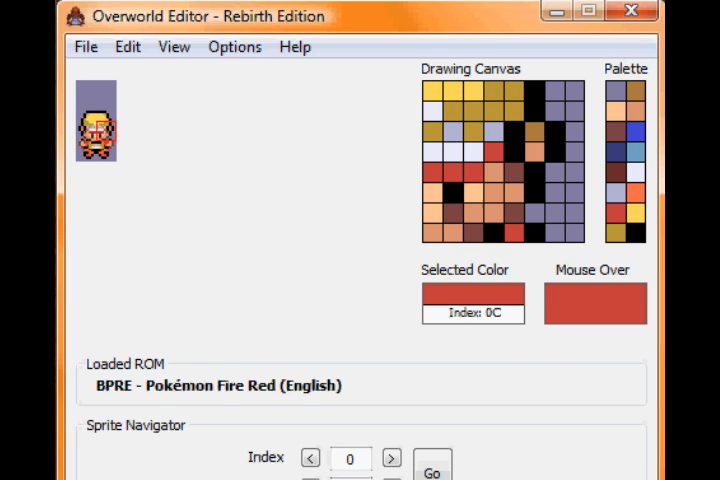 Overworld Editor - Rebirth Edition
File Edit View Options Help
Drawing Canvas Palette
Selected Color Mouse Over
Index: 0C
Loaded ROM
BPRE - Pokémon Fire Red (English)
Sprite Navigator
Index < 0 > Go